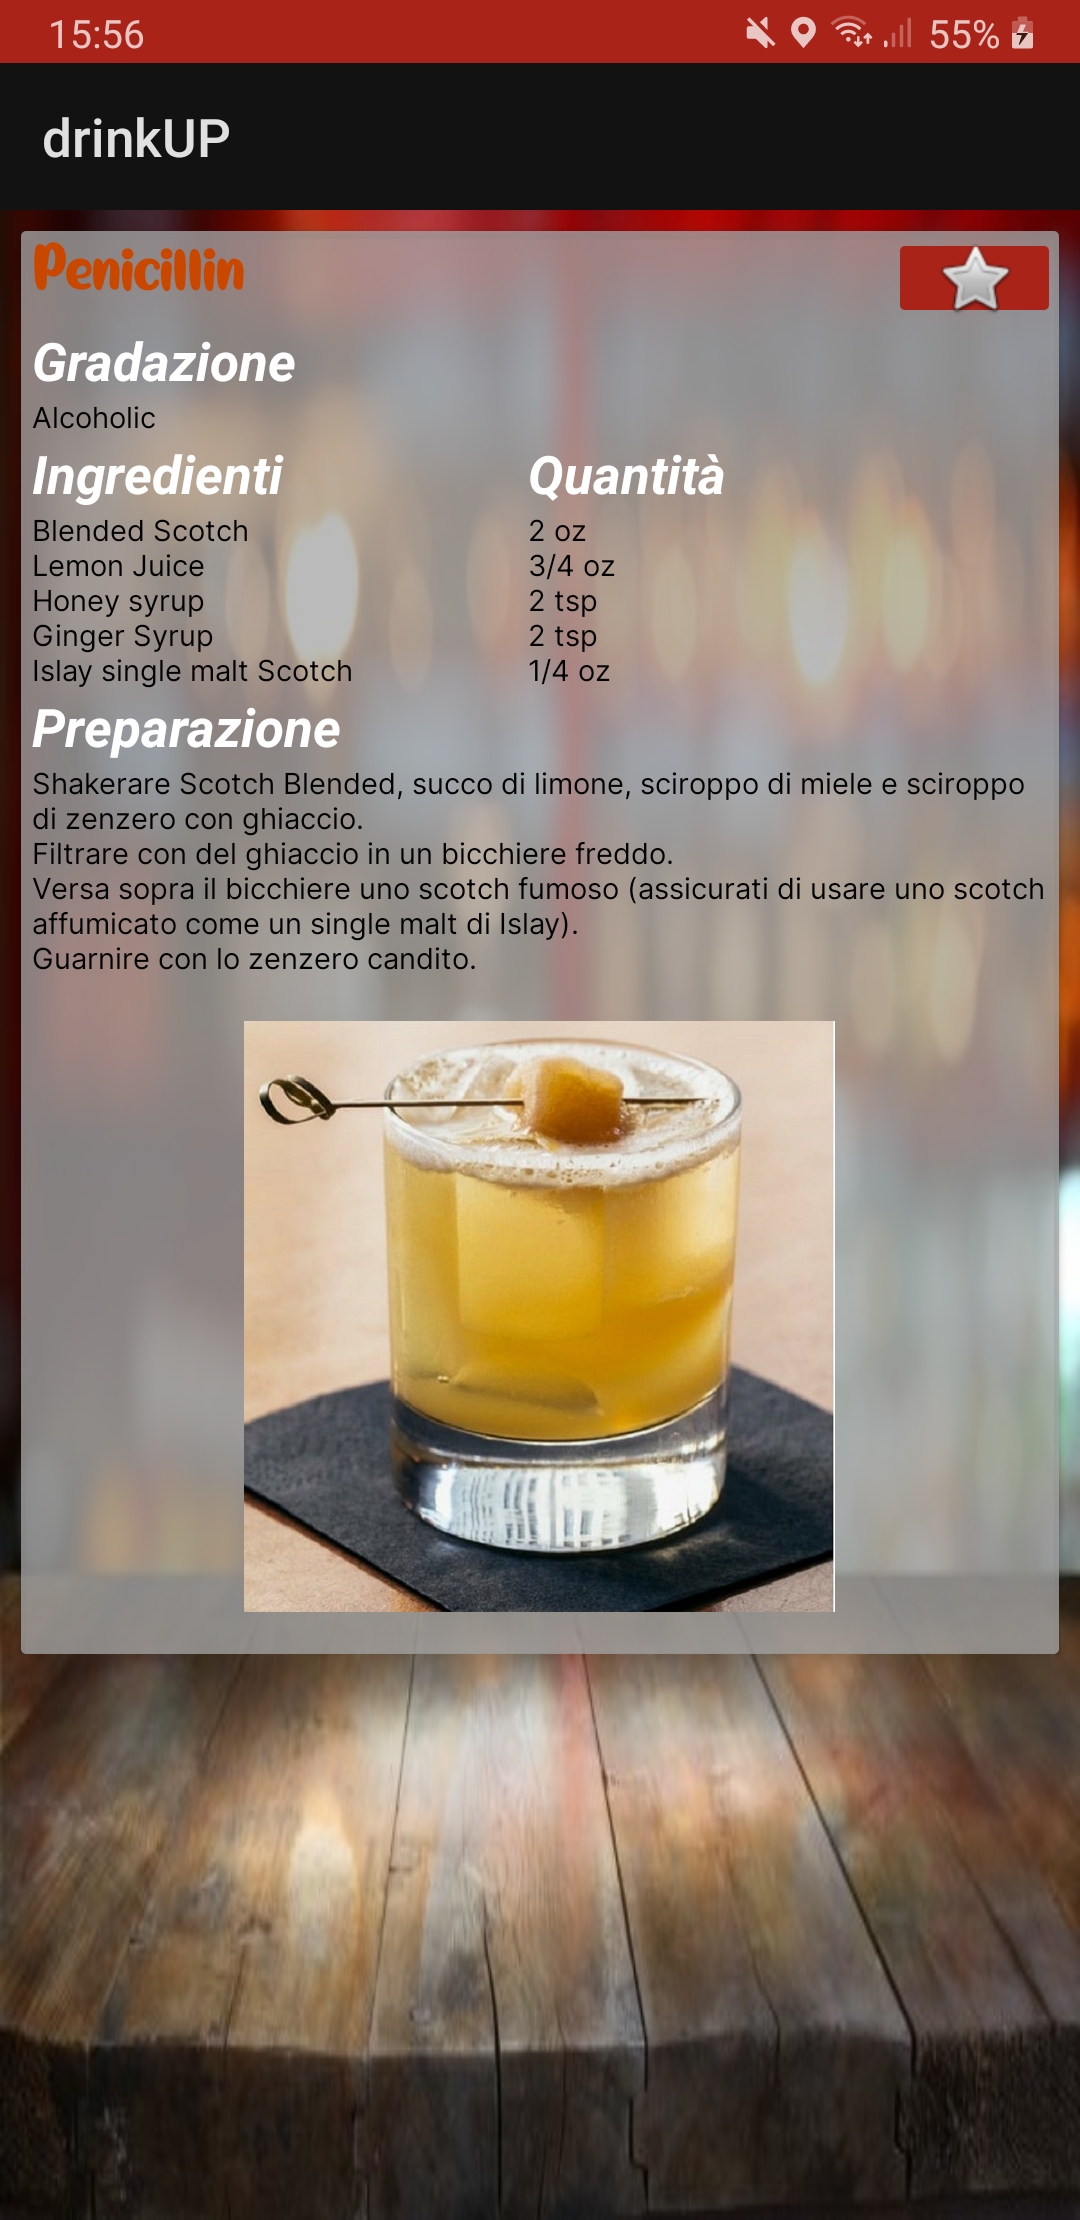 15:56
55%
drinkUP
Penicillin
Gradazione
Alcoholic
Ingredienti Quantità
Blended Scotch 2 oz
Lemon Juice 3/4 oz
Honey syrup 2 tsp
Ginger Syrup 2 tsp
Islay single malt Scotch 1/4 oz
Preparazione
Shakerare Scotch Blended, succo di limone, sciroppo di miele e sciroppo
di zenzero con ghiaccio.
Filtrare con del ghiaccio in un bicchiere freddo.
Versa sopra il bicchiere uno scotch fumoso (assicurati di usare uno scotch
affumicato come un single malt di Islay).
Guarnire con lo zenzero candito.